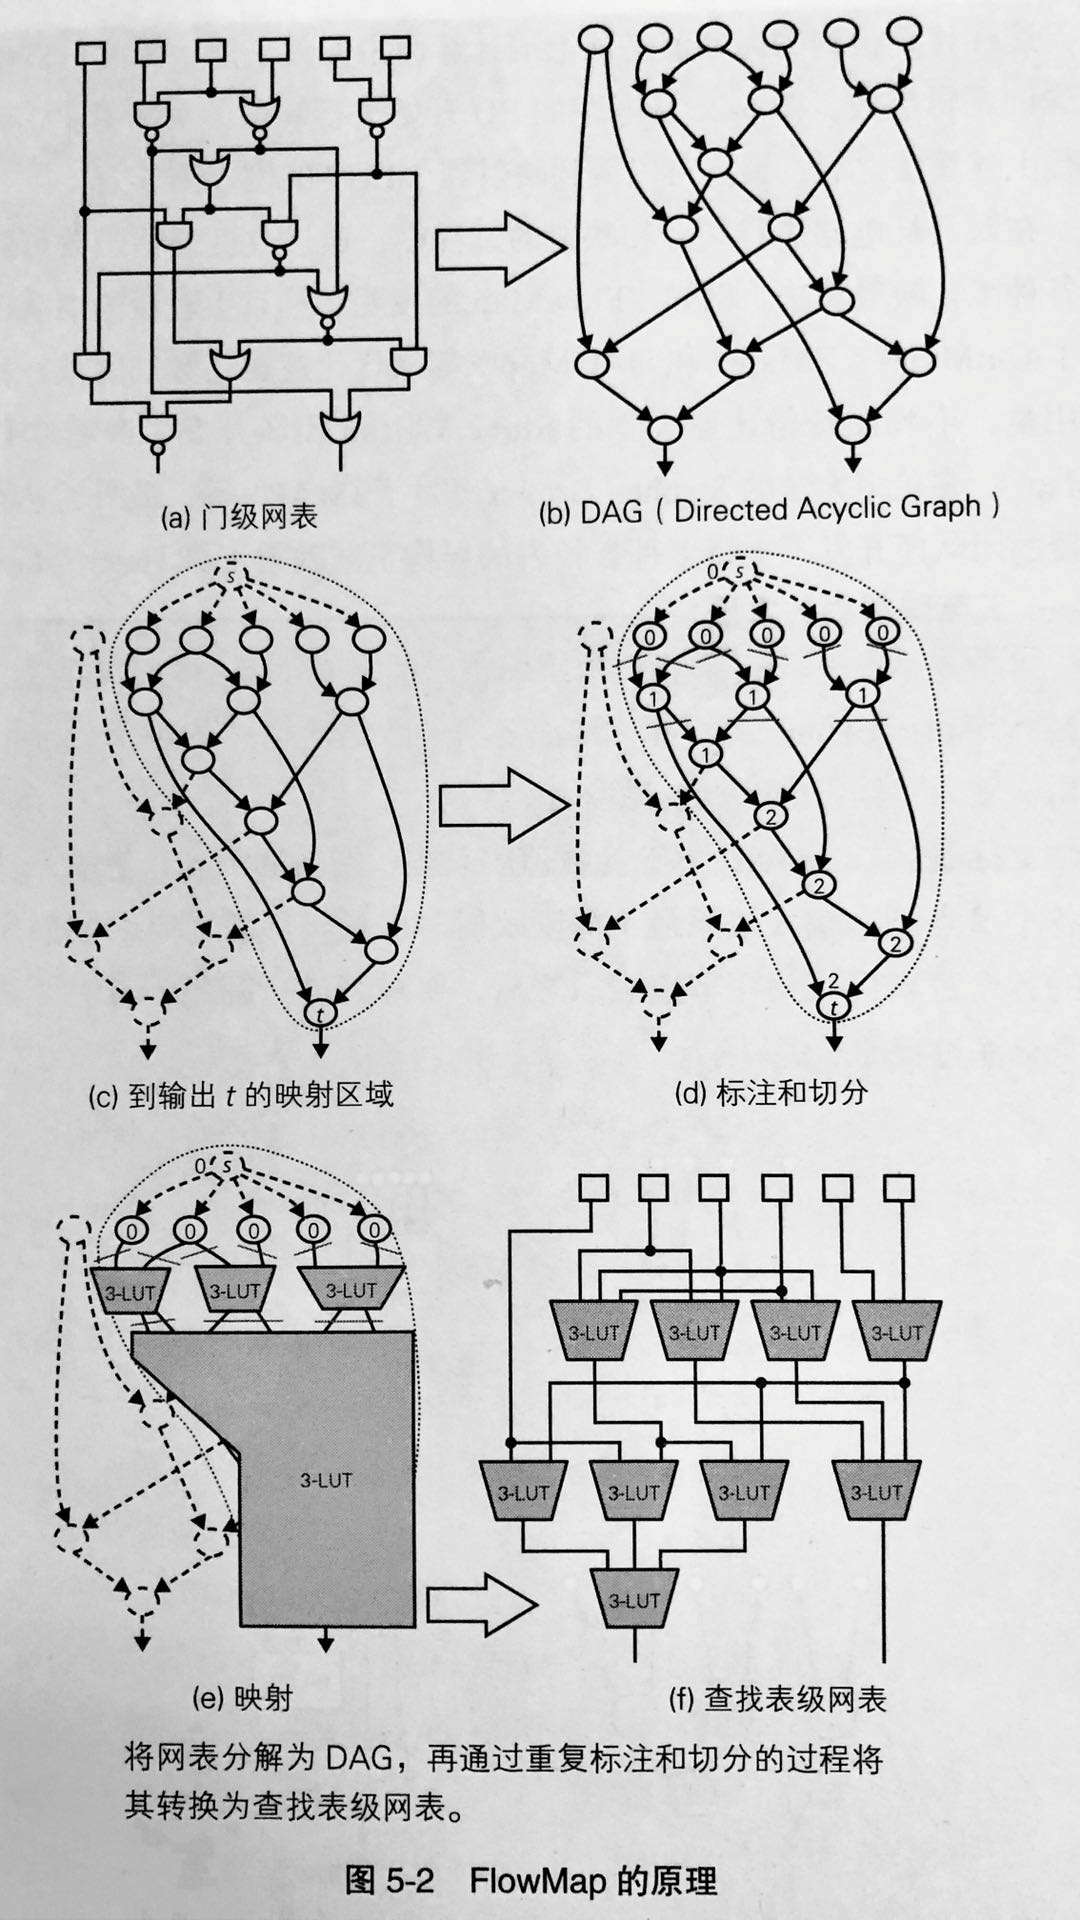 (a) 门级网表
(b) DAG ( Directed Acyclic Graph )
s
t
(c) 到输出 t 的映射区域
0 s
0 0 0 0 0
1 1 1
1
2
2
2
2
t
(d) 标注和切分
0 s
0 0 0 0 0
3-LUT 3-LUT 3-LUT
3-LUT
(e) 映射
3-LUT 3-LUT 3-LUT 3-LUT
3-LUT 3-LUT 3-LUT 3-LUT
3-LUT
(f) 查找表级网表
将网表分解为 DAG，再通过重复标注和切分的过程将
其转换为查找表级网表。
图 5-2 FlowMap 的原理